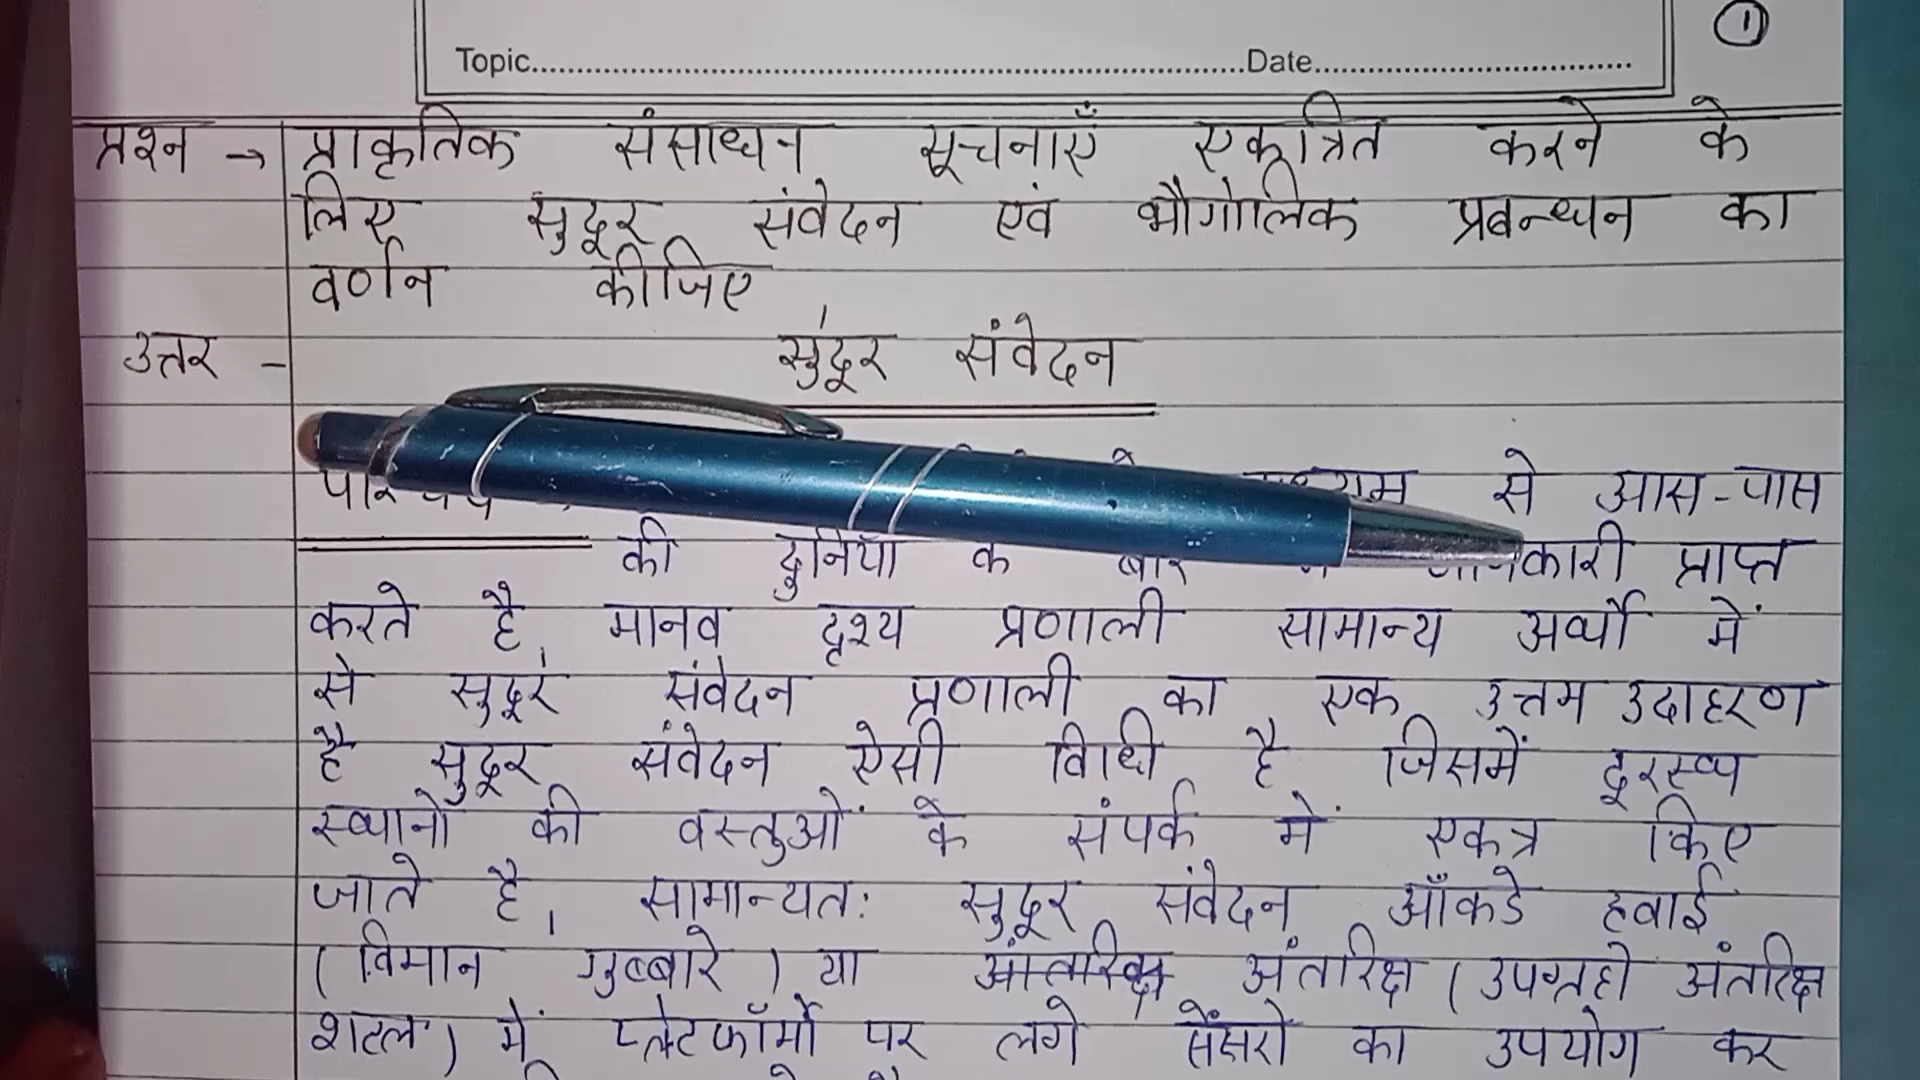 1
Topic Date
प्रश्न → प्राकृतिक संसाधन सूचनाएँ एकत्रित करने के
लिए सुदूर संवेदन एवं भौगोलिक प्रबन्धन का
वर्णन कीजिए
उत्तर - सुदूर संवेदन
से आस-पास
की दुनिया के बारे प्राप्त
करते है, मानव दृश्य प्रणाली सामान्य अर्थो में
से सुदूर संवेदन प्रणाली का एक उत्तम उदाहरण
है सुदूर संवेदन ऐसी विधी है जिसमें दूरस्थ
स्थानो की वस्तुओं के संपर्क में एकत्र किए
जाते है, सामान्यत: सुदूर संवेदन आँकडे हवाई
(विमान गुब्बारे) या अंतरिक्ष (उपग्रहो अंतरिक्ष
शटल) में प्लेटफॉर्मो पर लगे सेंसरो का उपयोग कर